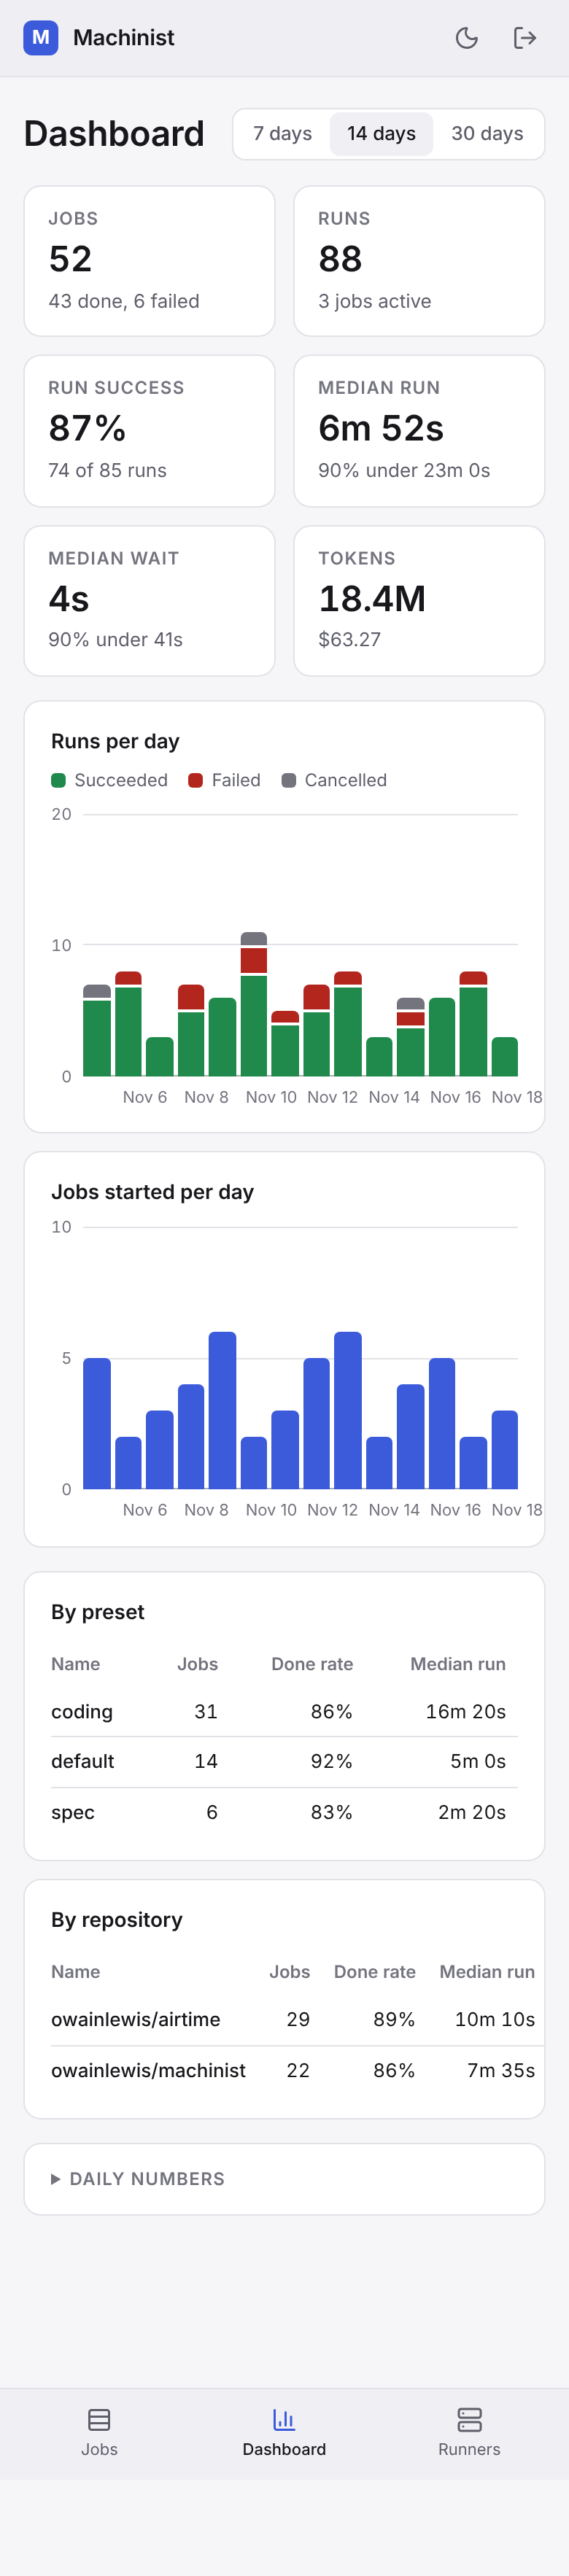 M Machinist
Dashboard
7 days 14 days 30 days
JOBS
52
43 done, 6 failed
RUNS
88
3 jobs active
RUN SUCCESS
87%
74 of 85 runs
MEDIAN RUN
6m 52s
90% under 23m 0s
MEDIAN WAIT
4s
90% under 41s
TOKENS
18.4M
$63.27
Runs per day
Succeeded Failed Cancelled
20
10
0
Nov 6 Nov 8 Nov 10 Nov 12 Nov 14 Nov 16 Nov 18
Jobs started per day
10
5
0
Nov 6 Nov 8 Nov 10 Nov 12 Nov 14 Nov 16 Nov 18
By preset
Name Jobs Done rate Median run
coding 31 86% 16m 20s
default 14 92% 5m 0s
spec 6 83% 2m 20s
By repository
Name Jobs Done rate Median run
owainlewis/airtime 29 89% 10m 10s
owainlewis/machinist 22 86% 7m 35s
DAILY NUMBERS
Jobs Dashboard Runners